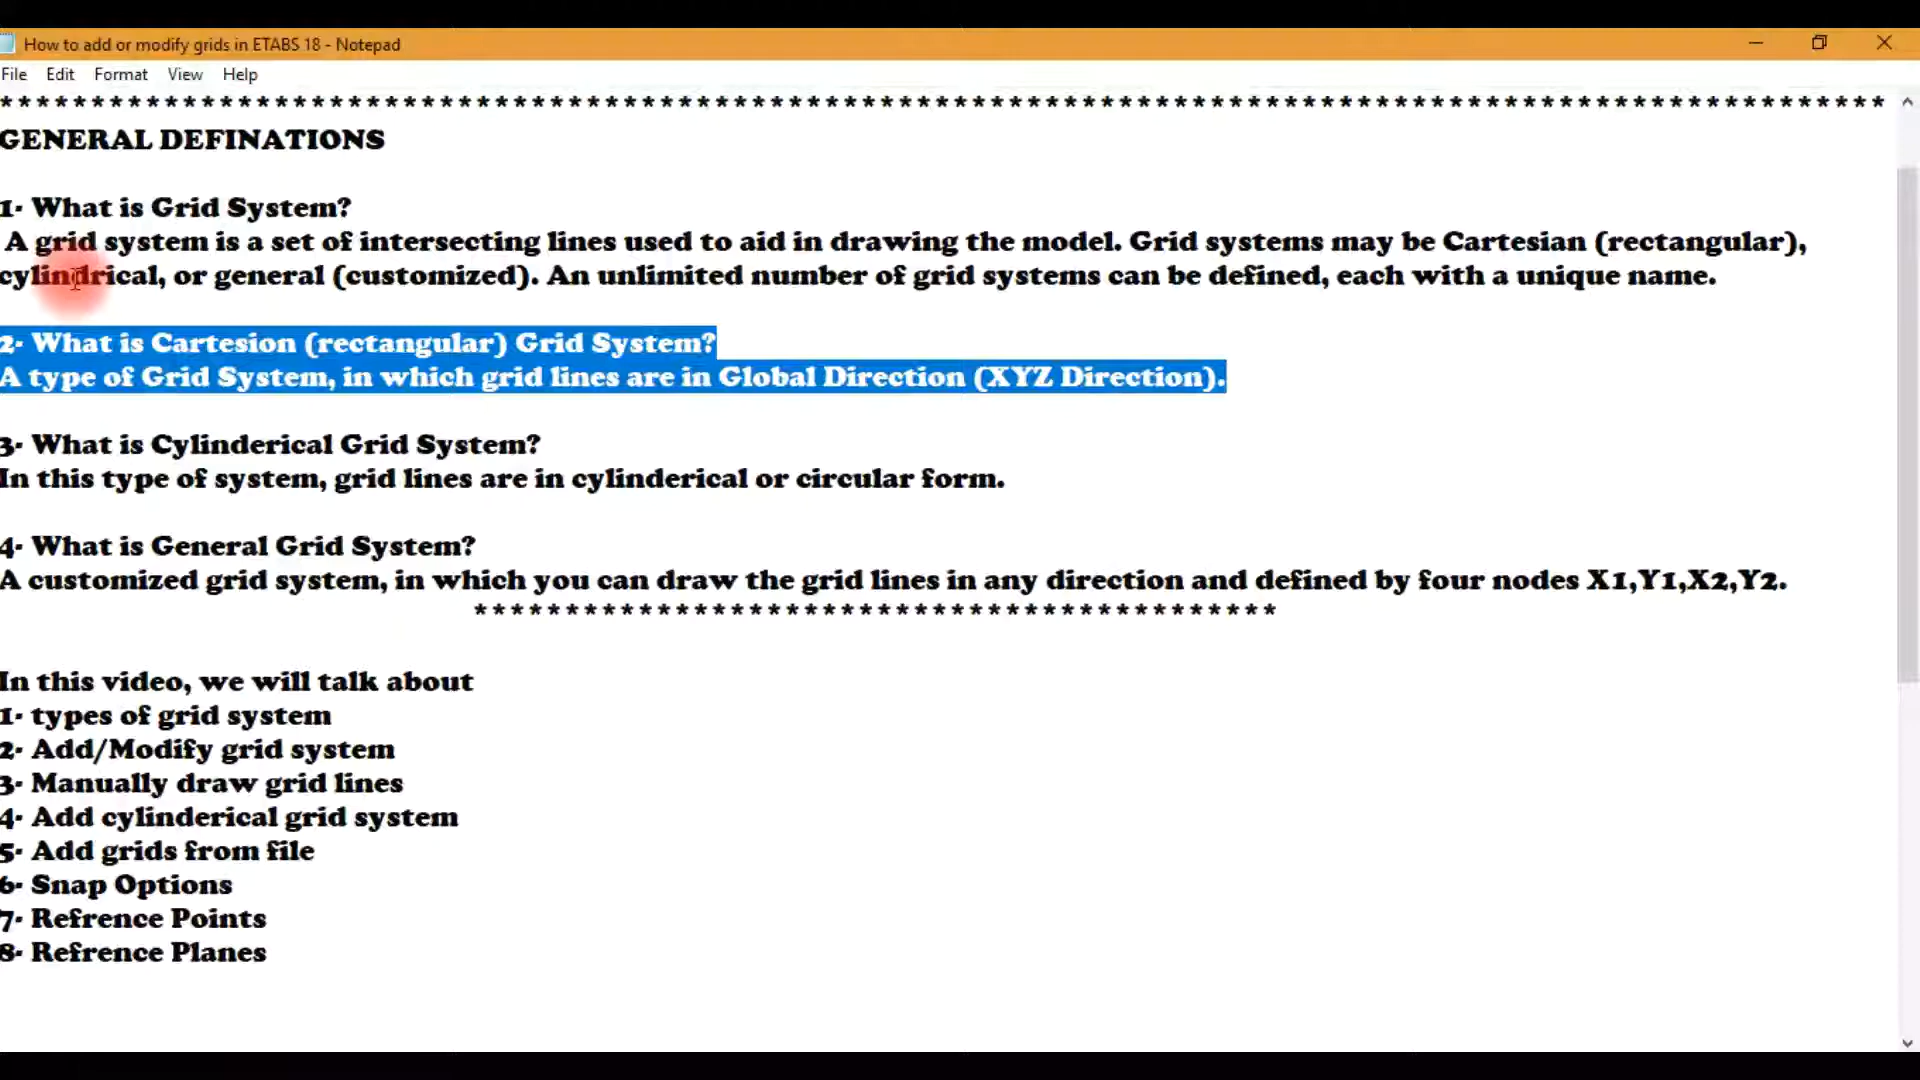 How to add or modify grids in ETABS 18 - Notepad
File Edit Format View Help
*******************************************************************************************************
GENERAL DEFINATIONS
1- What is Grid System?
A grid system is a set of intersecting lines used to aid in drawing the model. Grid systems may be Cartesian (rectangular),
cylindrical, or general (customized). An unlimited number of grid systems can be defined, each with a unique name.
2- What is Cartesion (rectangular) Grid System?
A type of Grid System, in which grid lines are in Global Direction (XYZ Direction).
3- What is Cylinderical Grid System?
In this type of system, grid lines are in cylinderical or circular form.
4- What is General Grid System?
A customized grid system, in which you can draw the grid lines in any direction and defined by four nodes X1,Y1,X2,Y2.
********************************************
In this video, we will talk about
1- types of grid system
2- Add/Modify grid system
3- Manually draw grid lines
4- Add cylinderical grid system
5- Add grids from file
6- Snap Options
7- Refrence Points
8- Refrence Planes